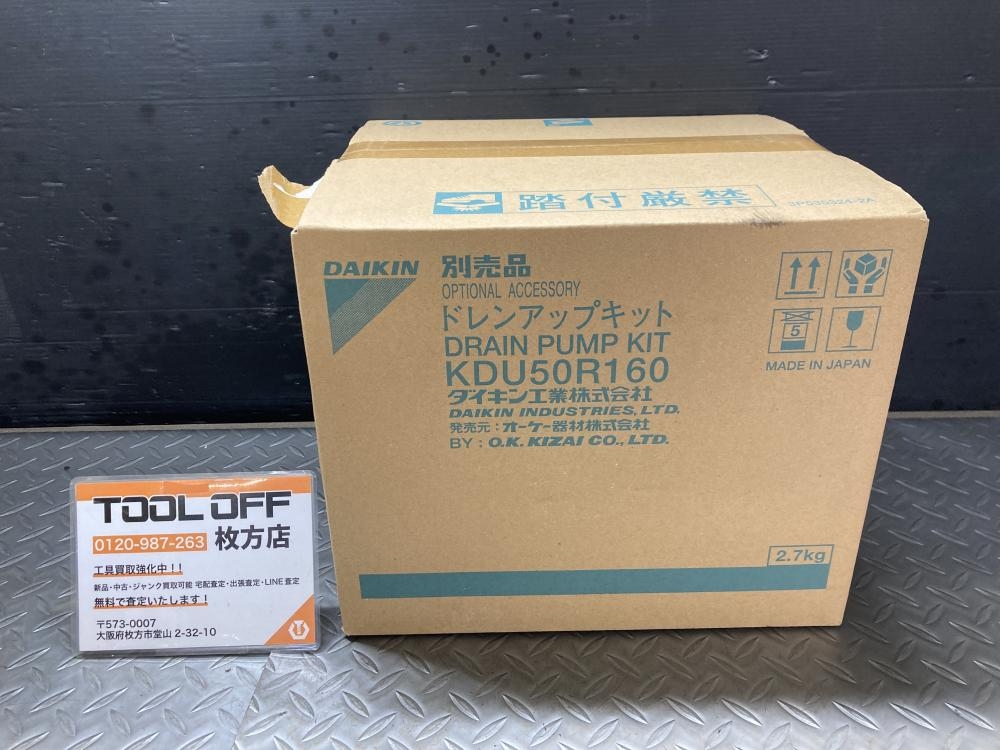 踏付厳禁
3P535324-2A
DAIKIN
別売品
OPTIONAL ACCESSORY
ドレンアップキット
DRAIN PUMP KIT
KDU50R160
ダイキン工業株式会社
DAIKIN INDUSTRIES, LTD.
発売元：オーケー器材株式会社
BY : O.K. KIZAI CO., LTD.
5
MADE IN JAPAN
2.7kg
TOOL OFF
0120-987-263 枚方店
工具買取強化中！！
新品・中古・ジャンク買取可能 宅配査定・出張査定・LINE査定
無料で査定いたします！
〒573-0007
大阪府枚方市堂山 2-32-10